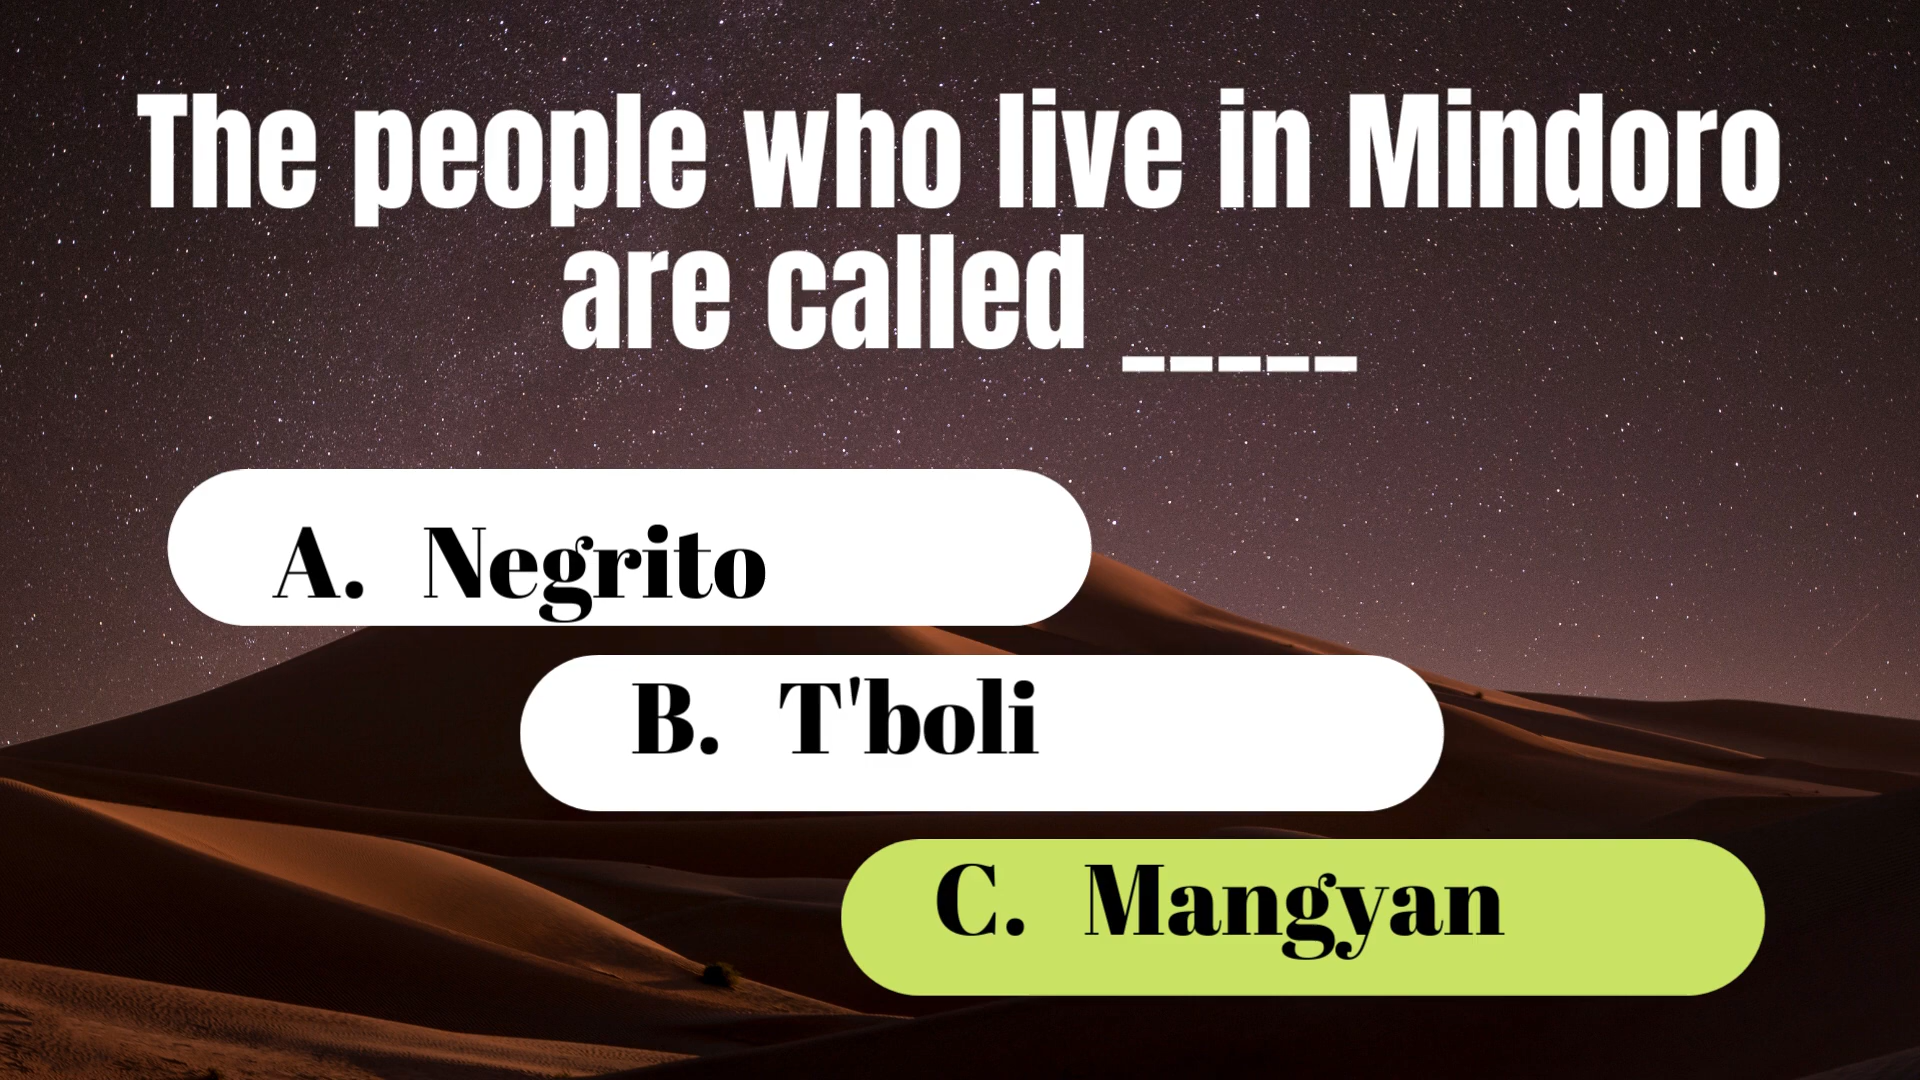 The people who live in Mindoro
are called _____
A. Negrito
B. T'boli
C. Mangyan